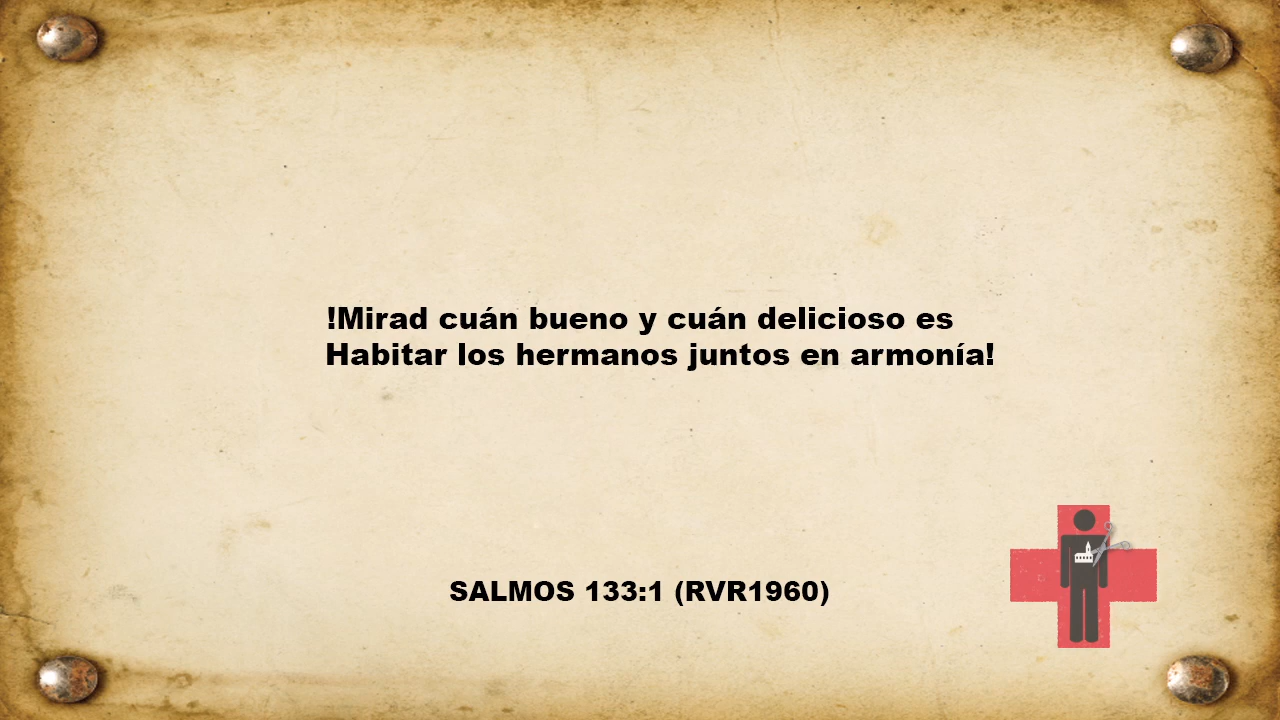 !Mirad cuán bueno y cuán delicioso es
Habitar los hermanos juntos en armonía!
SALMOS 133:1 (RVR1960)